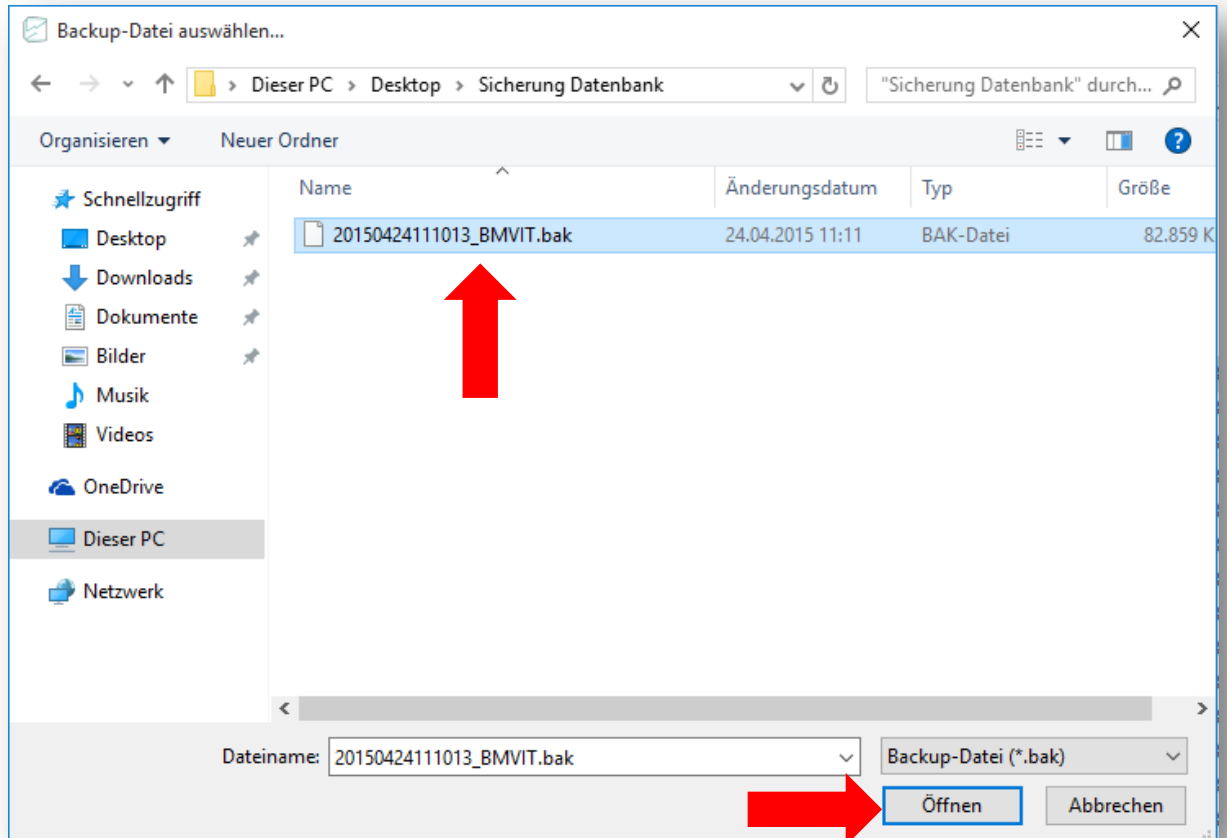 Backup-Datei auswählen...
Dieser PC > Desktop > Sicherung Datenbank
"Sicherung Datenbank" durch...
Organisieren
Neuer Ordner
?
Name Änderungsdatum Typ Größe
20150424111013_BMVIT.bak 24.04.2015 11:11 BAK-Datei 82.859 K
Schnellzugriff
Desktop
Downloads
Dokumente
Bilder
Musik
Videos
OneDrive
Dieser PC
Netzwerk
Dateiname: 20150424111013_BMVIT.bak Backup-Datei (*.bak)
Öffnen Abbrechen